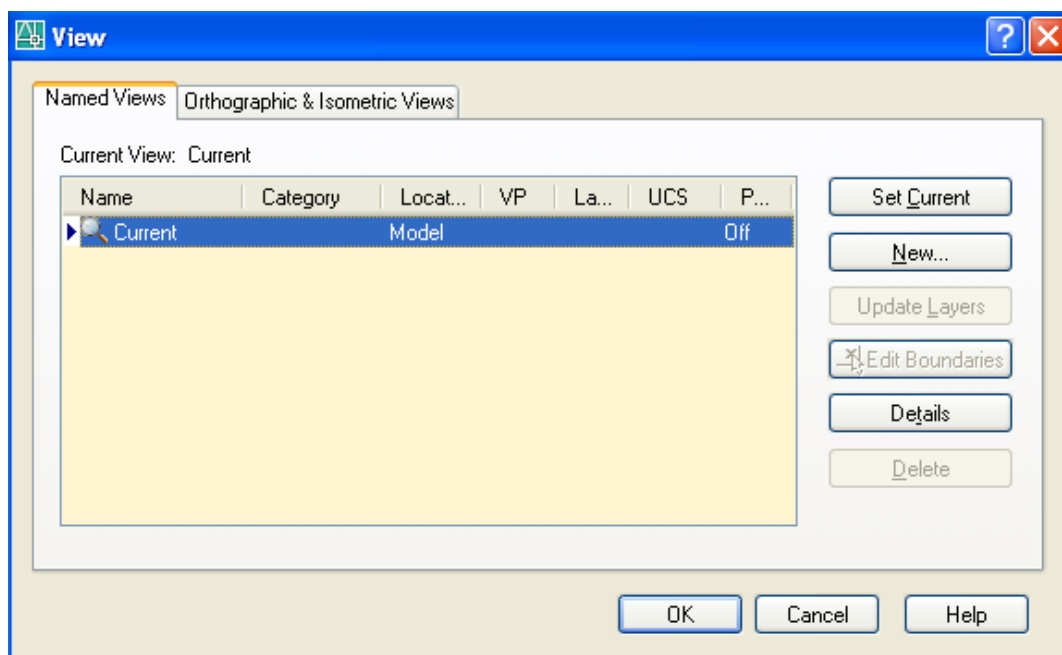 View
Named Views Orthographic & Isometric Views
Current View: Current
Name Category Locat... VP La... UCS P...
Current Model Off
Set Current
New...
Update Layers
Edit Boundaries
Details
Delete
OK Cancel Help